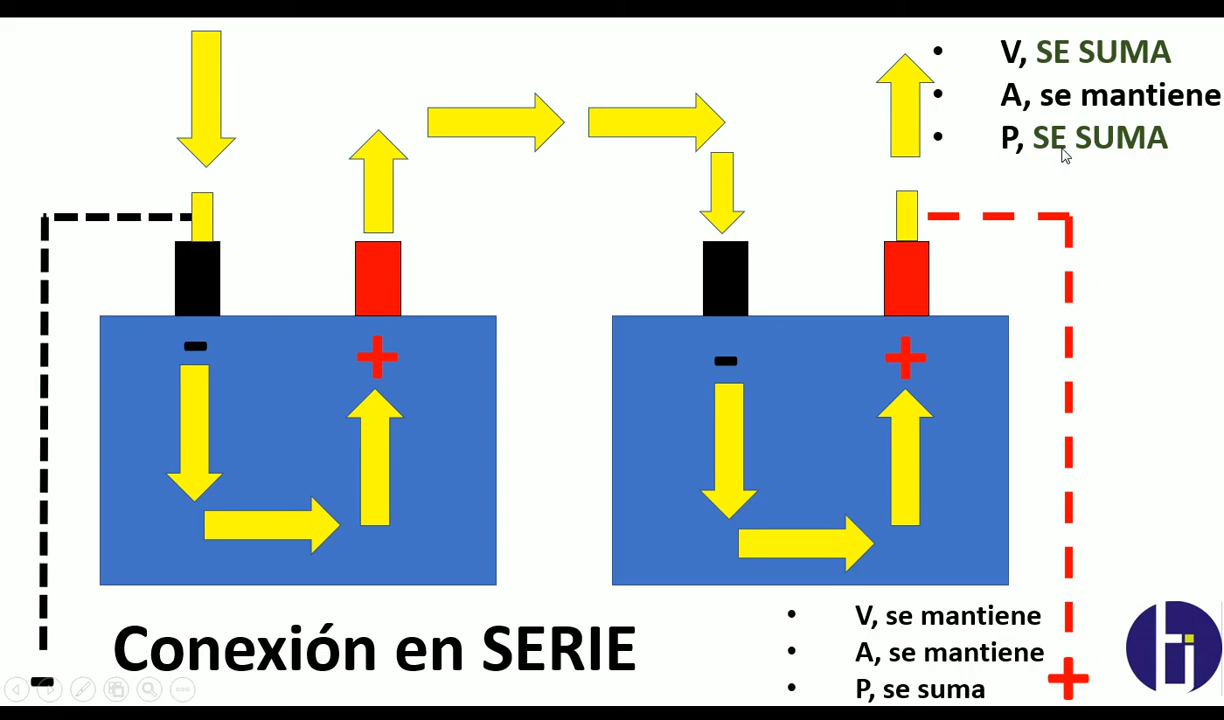 V, SE SUMA
A, se mantiene
P, SE SUMA
- + - +
Conexión en SERIE
V, se mantiene
A, se mantiene
P, se suma
- +